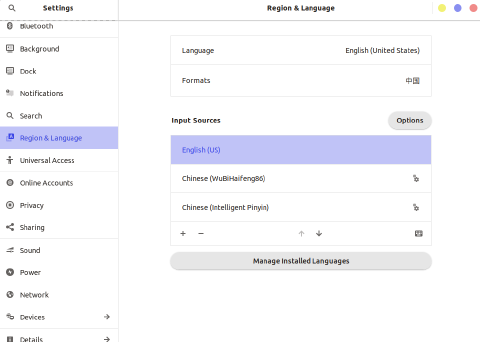 Settings
Region & Language
Bluetooth
Background
Dock
Notifications
Search
Region & Language
Universal Access
Online Accounts
Privacy
Sharing
Sound
Power
Network
Devices
Details
Language English (United States)
Formats 中国
Input Sources Options
English (US)
Chinese (WuBiHaifeng86)
Chinese (Intelligent Pinyin)
Manage Installed Languages